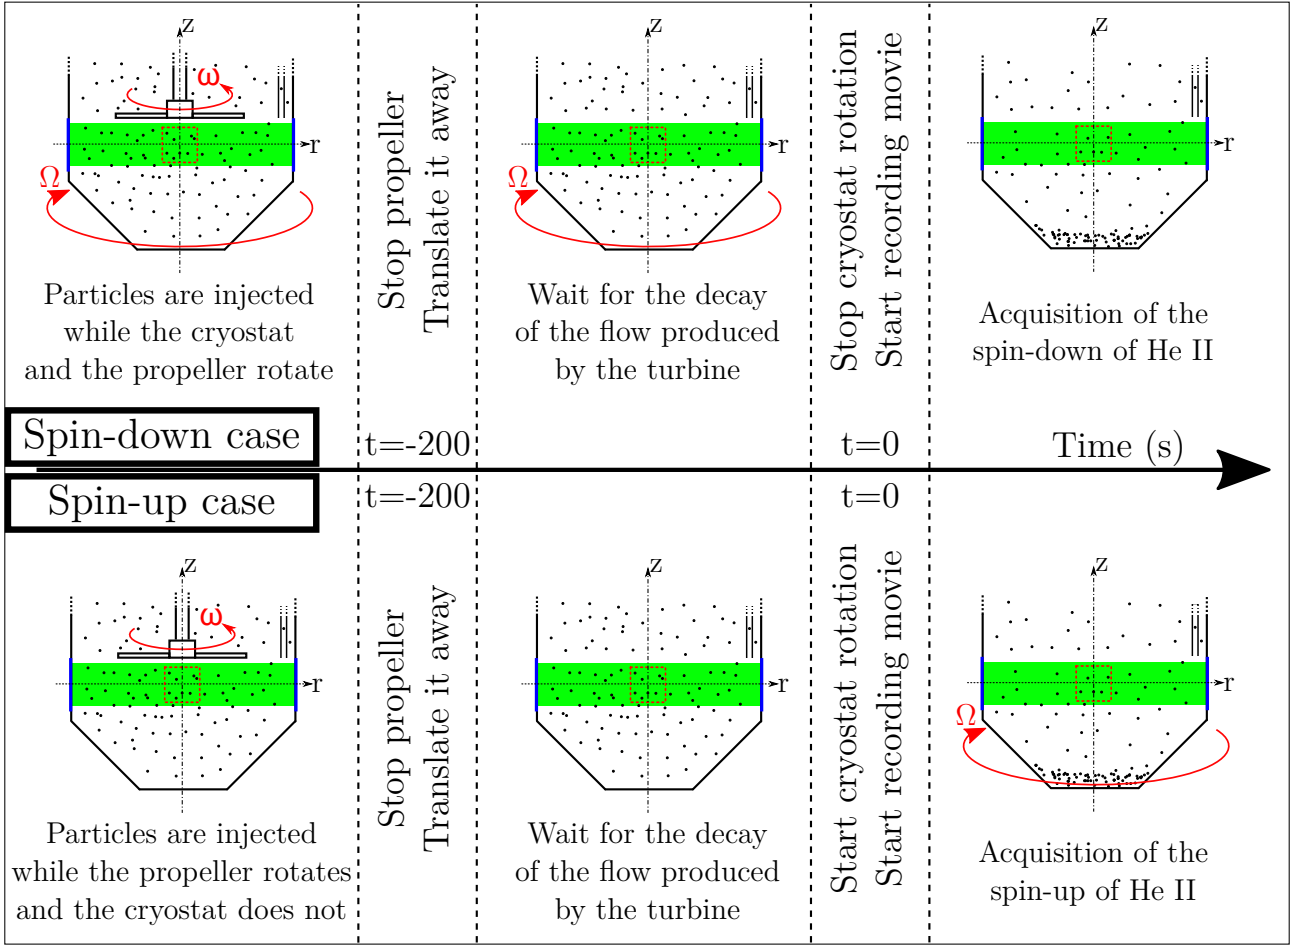 z
ω
r
Ω
Particles are injected
while the cryostat
and the propeller rotate
Stop propeller
Translate it away
z
r
Ω
Wait for the decay
of the flow produced
by the turbine
Stop cryostat rotation
Start recording movie
z
r
Acquisition of the
spin-down of He II
Spin-down case
t=-200
t=0
Time (s)
Spin-up case
t=-200
t=0
z
ω
r
Particles are injected
while the propeller rotates
and the cryostat does not
Stop propeller
Translate it away
z
r
Wait for the decay
of the flow produced
by the turbine
Start cryostat rotation
Start recording movie
z
r
Ω
Acquisition of the
spin-up of He II